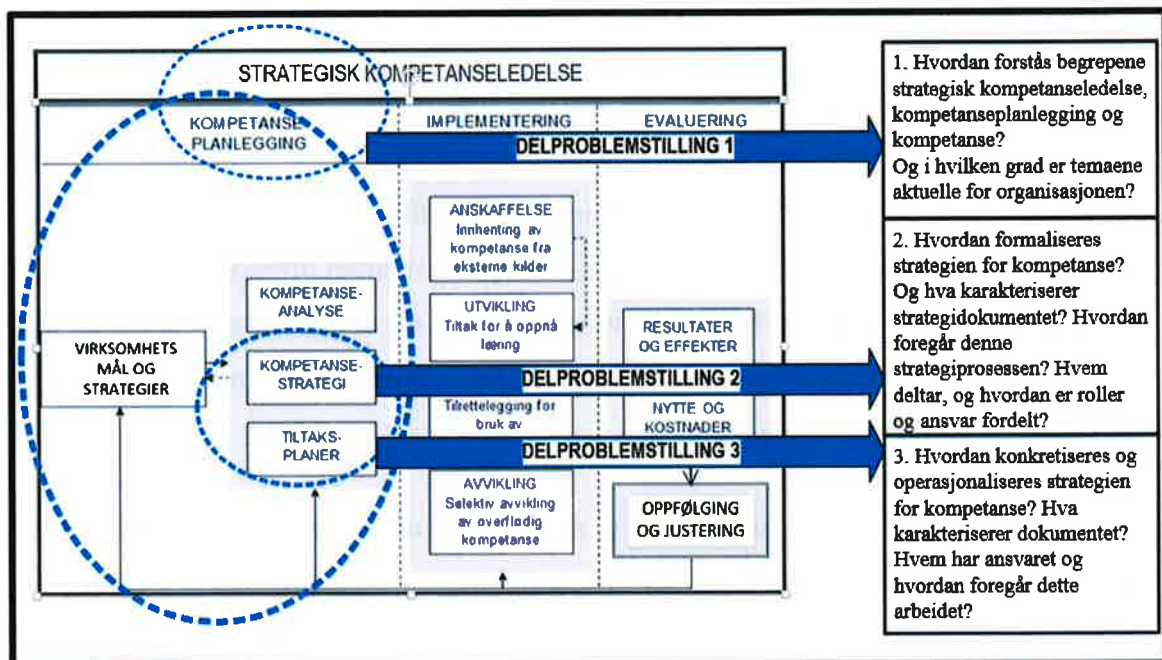 STRATEGISK KOMPETANSELEDELSE
KOMPETANSE
PLANLEGGING
IMPLEMENTERING
EVALUERING
DELPROBLEMSTILLING 1
ANSKAFFELSE
Innhenting av
kompetanse fra
eksterne kilder
KOMPETANSE-
ANALYSE
UTVIKLING
Tiltak for å oppnå
læring
RESULTATER
OG EFFEKTER
VIRKSOMHETS
MÅL OG
STRATEGIER
KOMPETANSE-
STRATEGI
DELPROBLEMSTILLING 2
Tilrettelegging for
bruk av
NYTTE OG
KOSTNADER
TILTAKS-
PLANER
DELPROBLEMSTILLING 3
AVVIKLING
Selektiv avvikling
av overflødig
kompetanse
OPPFØLGING
OG JUSTERING
1. Hvordan forstås begrepene
strategisk kompetanseledelse,
kompetanseplanlegging og
kompetanse?
Og i hvilken grad er temaene
aktuelle for organisasjonen?
2. Hvordan formaliseres
strategien for kompetanse?
Og hva karakteriserer
strategidokumentet? Hvordan
foregår denne
strategiprosessen? Hvem
deltar, og hvordan er roller
og ansvar fordelt?
3. Hvordan konkretiseres og
operasjonaliseres strategien
for kompetanse? Hva
karakteriserer dokumentet?
Hvem har ansvaret og
hvordan foregår dette
arbeidet?